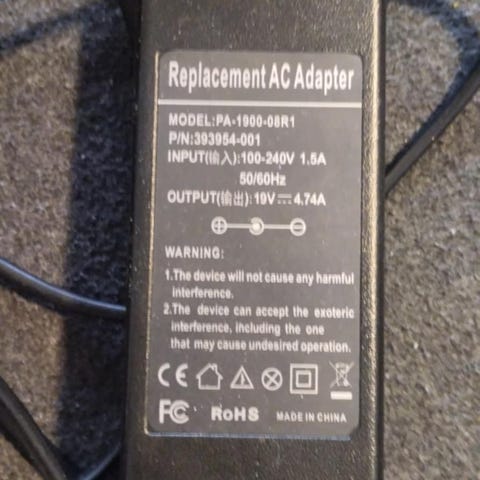 Replacement AC Adapter
MODEL:PA-1900-08R1
P/N:393954-001
INPUT(输入):100-240V 1.5A
50/60Hz
OUTPUT(输出):19V⎓4.74A
WARNING:
1.The device will not cause any harmful
interference.
2.The device can accept the exoteric
interference, including the one
that may cause undesired operation.
CE
FC RoHS MADE IN CHINA